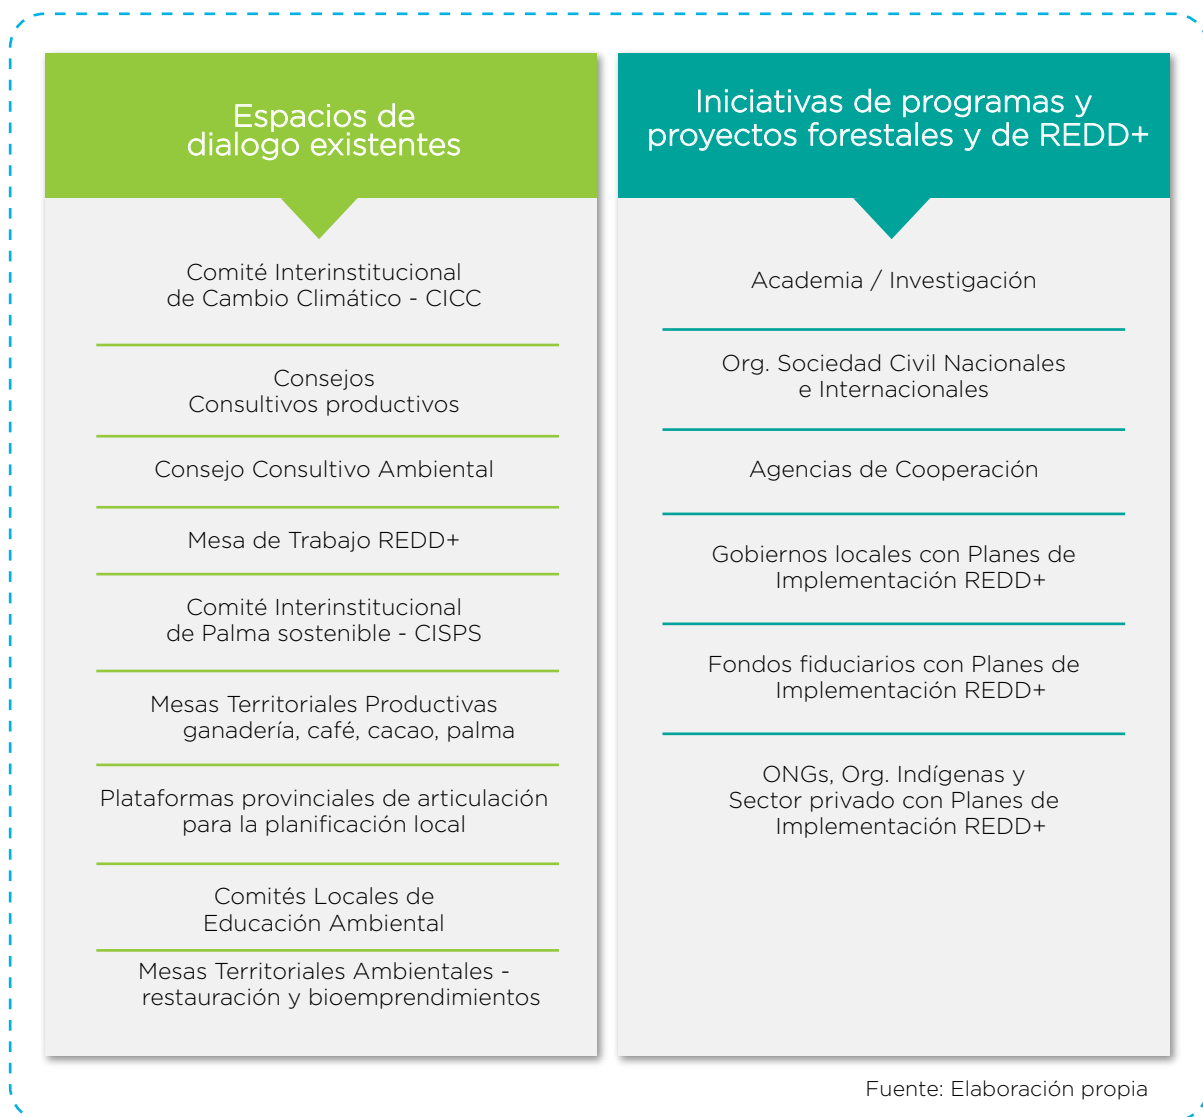 Espacios de
dialogo existentes
Comité Interinstitucional
de Cambio Climático - CICC
Consejos
Consultivos productivos
Consejo Consultivo Ambiental
Mesa de Trabajo REDD+
Comité Interinstitucional
de Palma sostenible - CISPS
Mesas Territoriales Productivas
ganadería, café, cacao, palma
Plataformas provinciales de articulación
para la planificación local
Comités Locales de
Educación Ambiental
Mesas Territoriales Ambientales -
restauración y bioemprendimientos
Iniciativas de programas y
proyectos forestales y de REDD+
Academia / Investigación
Org. Sociedad Civil Nacionales
e Internacionales
Agencias de Cooperación
Gobiernos locales con Planes de
Implementación REDD+
Fondos fiduciarios con Planes de
Implementación REDD+
ONGs, Org. Indígenas y
Sector privado con Planes de
Implementación REDD+
Fuente: Elaboración propia